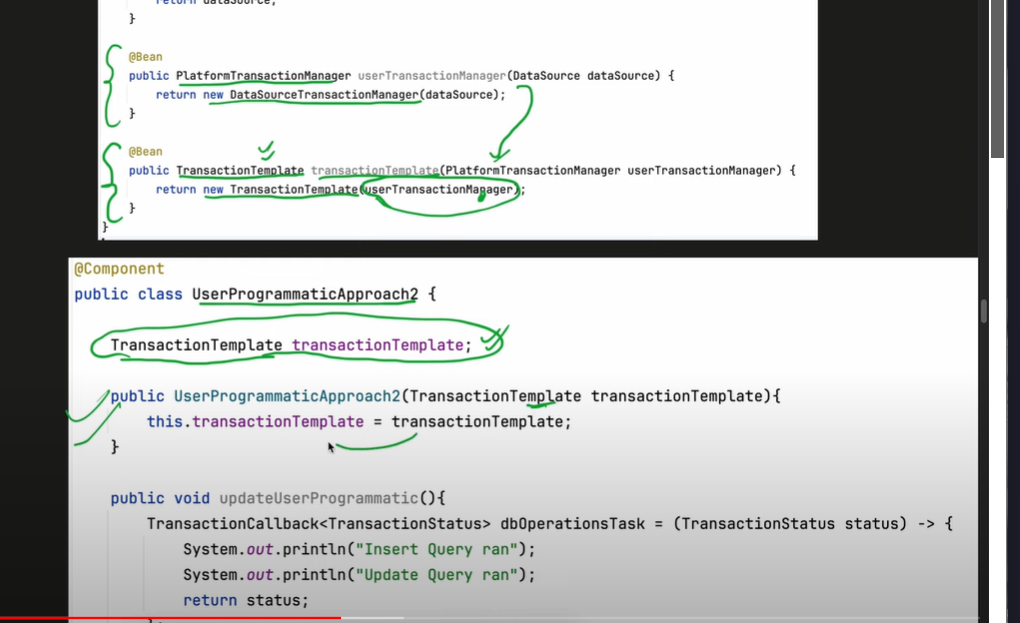 return dataSource;
}
@Bean
public PlatformTransactionManager userTransactionManager(DataSource dataSource) {
return new DataSourceTransactionManager(dataSource);
}
@Bean
public TransactionTemplate transactionTemplate(PlatformTransactionManager userTransactionManager) {
return new TransactionTemplate(userTransactionManager);
}
}
@Component
public class UserProgrammaticApproach2 {
TransactionTemplate transactionTemplate;
public UserProgrammaticApproach2(TransactionTemplate transactionTemplate){
this.transactionTemplate = transactionTemplate;
}
public void updateUserProgrammatic(){
TransactionCallback<TransactionStatus> dbOperationsTask = (TransactionStatus status) -> {
System.out.println("Insert Query ran");
System.out.println("Update Query ran");
return status;